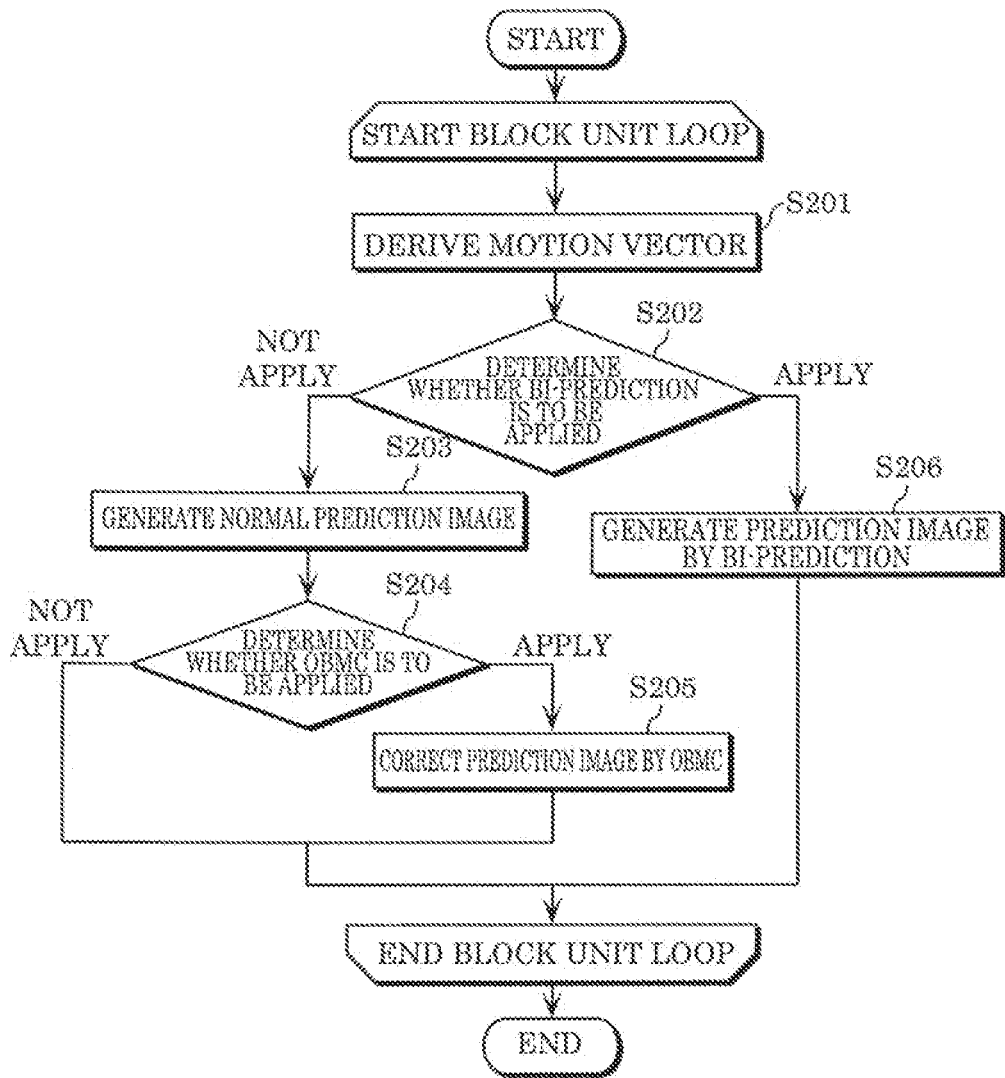 START
START BLOCK UNIT LOOP
S201
DERIVE MOTION VECTOR
S202
NOT
APPLY
DETERMINE
WHETHER BI-PREDICTION
IS TO BE
APPLIED
APPLY
S203
GENERATE NORMAL PREDICTION IMAGE
S206
GENERATE PREDICTION IMAGE
BY BI-PREDICTION
S204
NOT
APPLY
DETERMINE
WHETHER OBMC IS TO
BE APPLIED
APPLY
S205
CORRECT PREDICTION IMAGE BY OBMC
END BLOCK UNIT LOOP
END